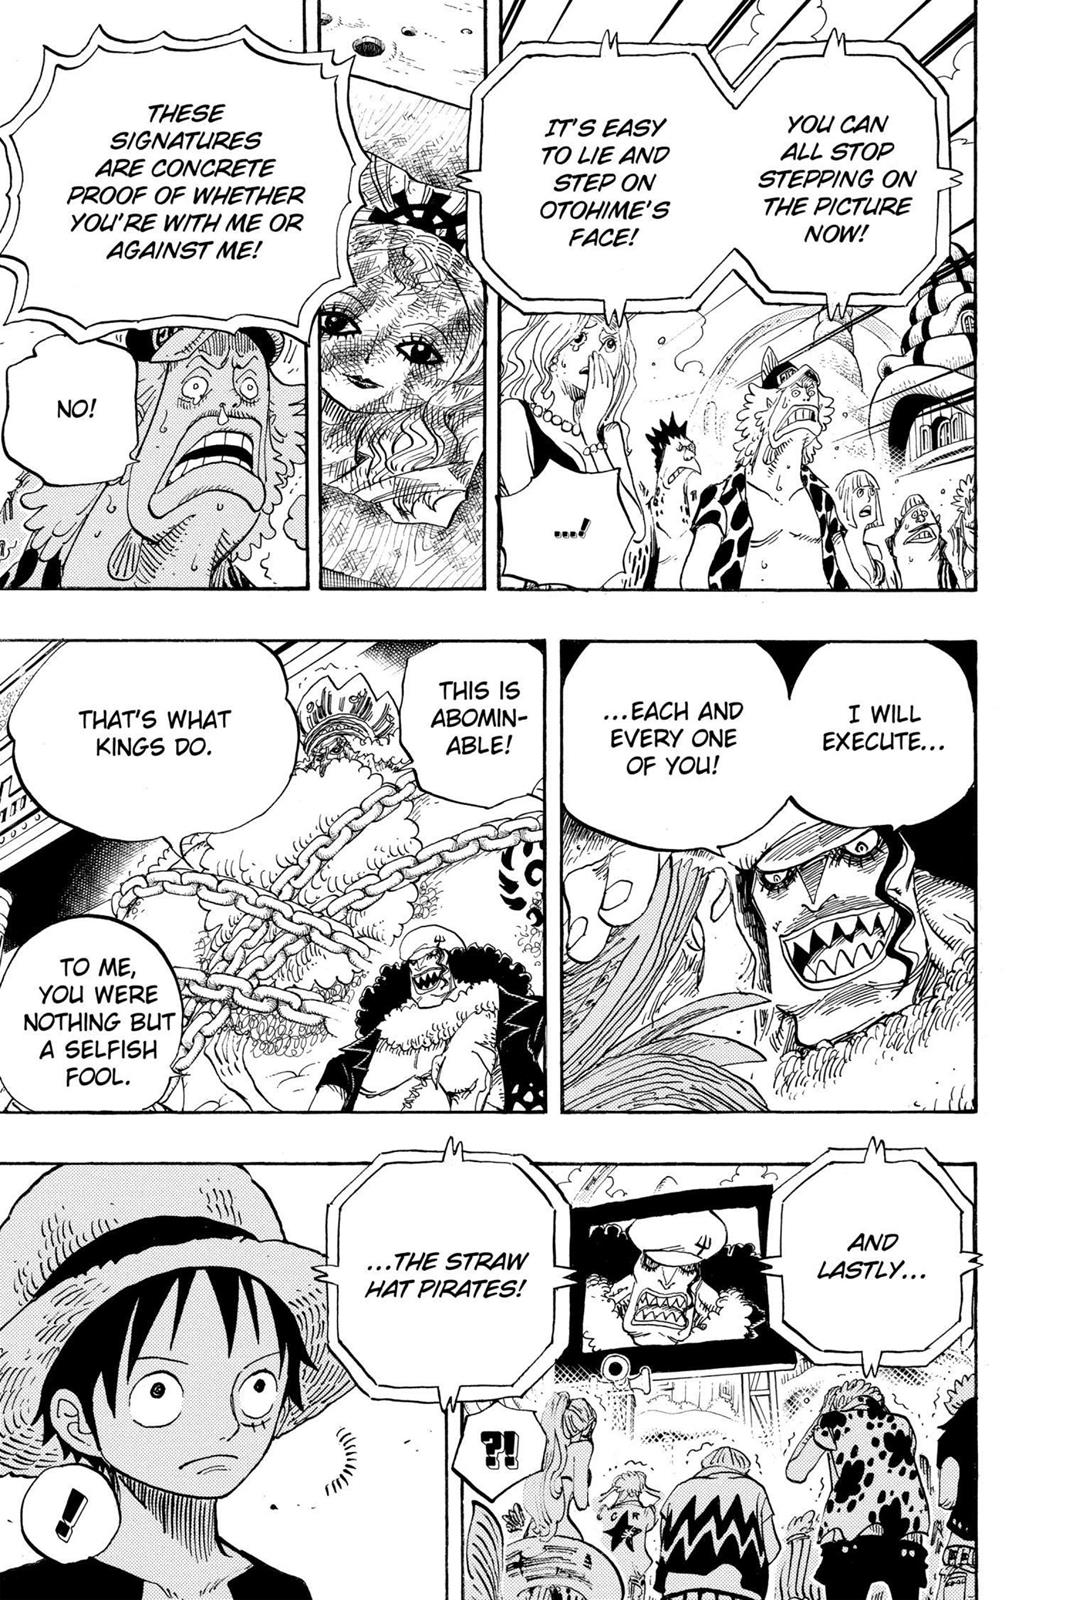 YOU CAN
ALL STOP
STEPPING ON
THE PICTURE
NOW!
IT'S EASY
TO LIE AND
STEP ON
OTOHIME'S
FACE!
...!
THESE
SIGNATURES
ARE CONCRETE
PROOF OF WHETHER
YOU'RE WITH ME OR
AGAINST ME!
NO!
I WILL
EXECUTE...
...EACH AND
EVERY ONE
OF YOU!
THIS IS
ABOMIN-
ABLE!
THAT'S WHAT
KINGS DO.
TO ME,
YOU WERE
NOTHING BUT
A SELFISH
FOOL.
AND
LASTLY...
?!
...THE STRAW
HAT PIRATES!
!